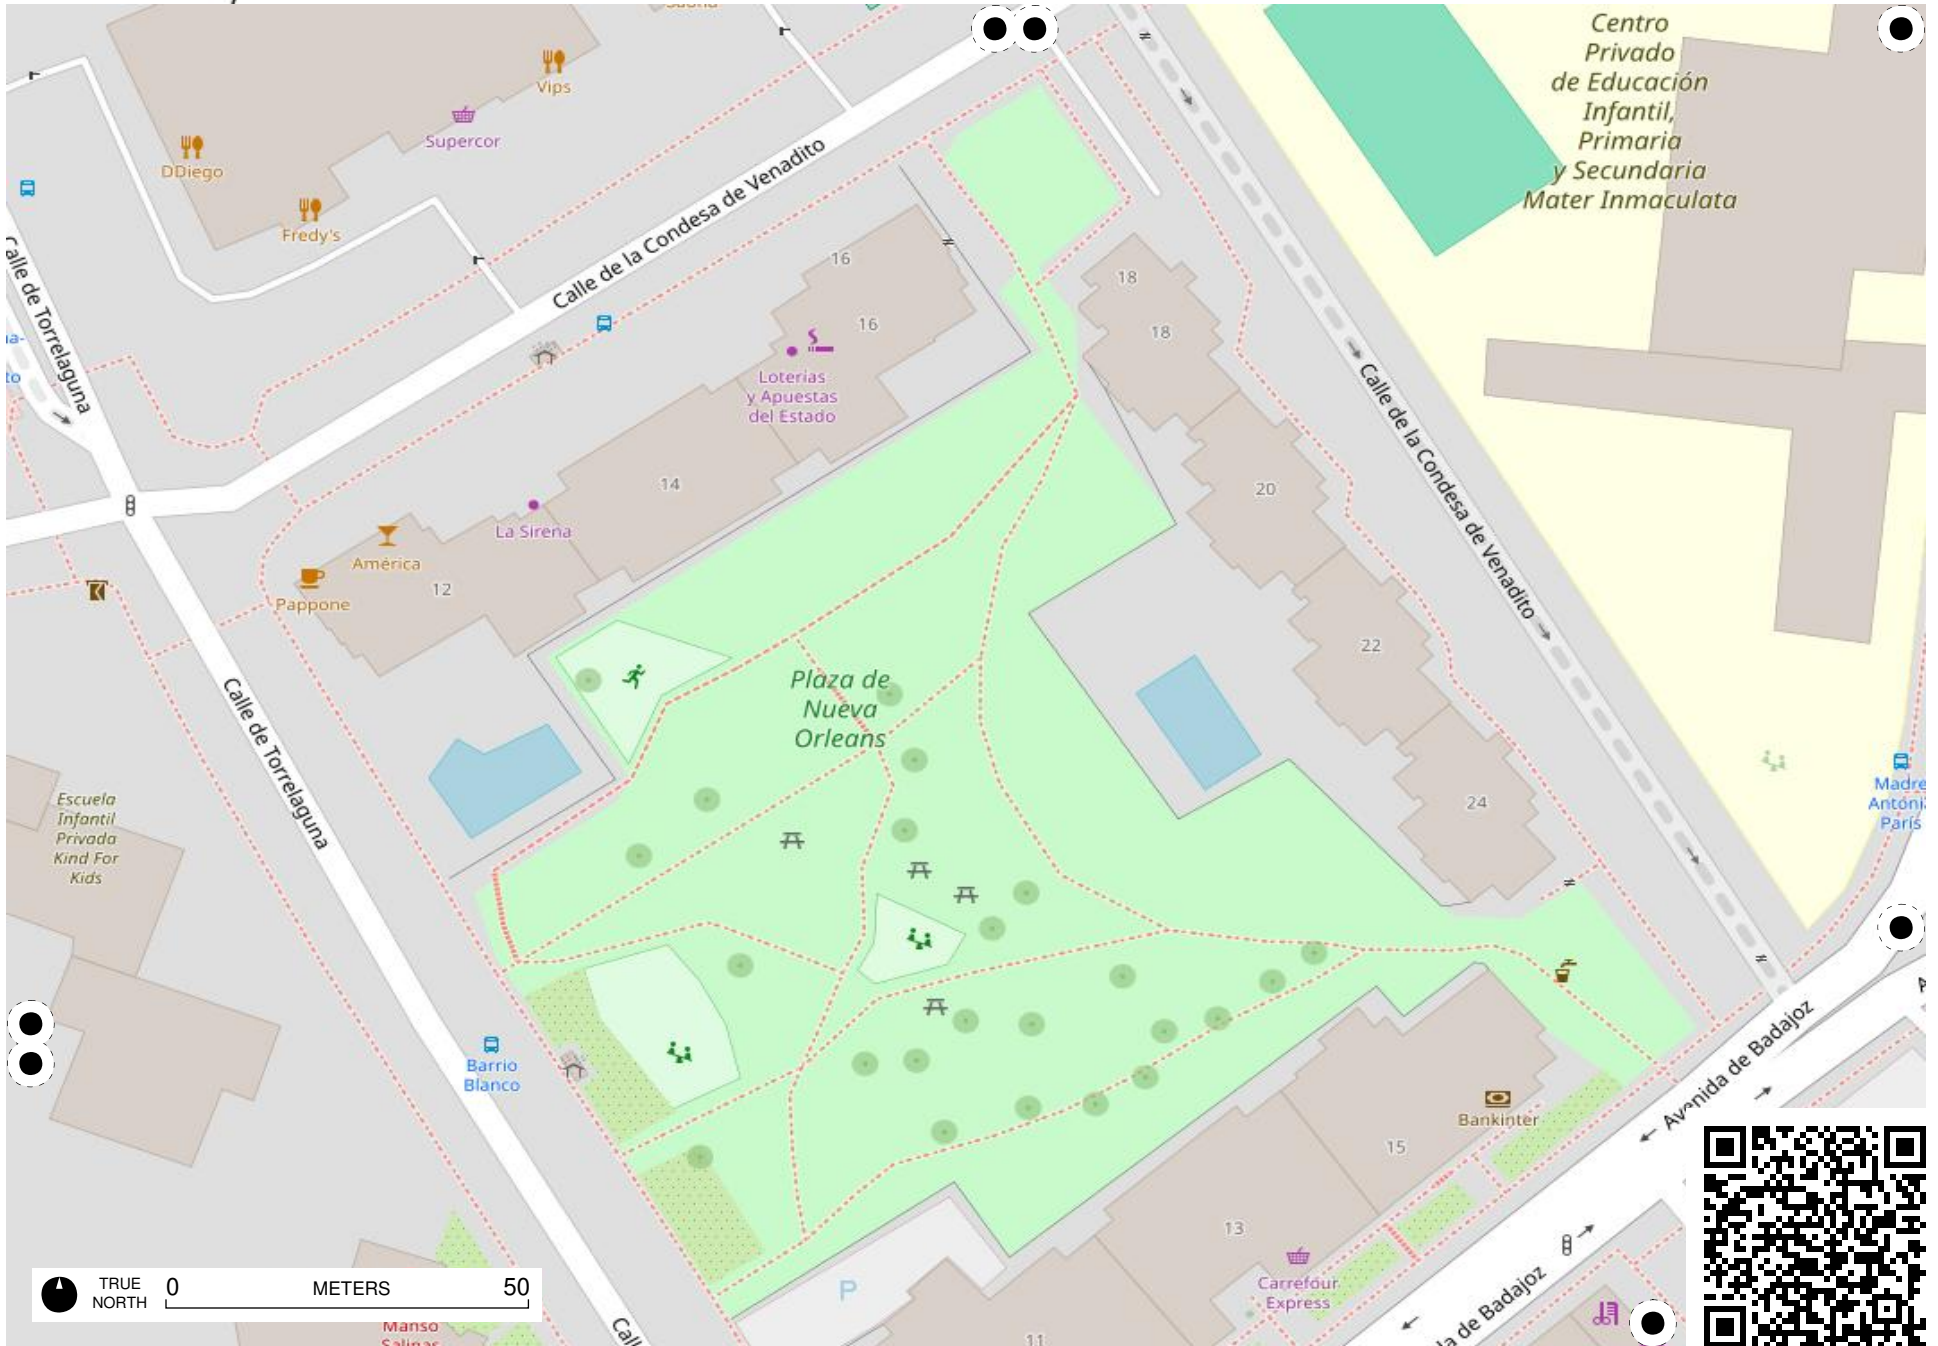 Vips
Supercor
DDiego
Fredy's
Calle de la Condesa de Venadito
Calle de Torrelaguna
Centro
Privado
de Educación
Infantil,
Primaria
y Secundaria
Mater Inmaculata
16
16
18
18
Loterías
y Apuestas
del Estado
Calle de la Condesa de Venadito
14
20
La Sirena
América
12
Pappone
22
Plaza de
Nueva
Orleans
Calle de Torrelaguna
24
Escuela
Infantil
Privada
Kind For
Kids
Madre
Antoni
París
Barrio
Blanco
Avenida de Badajoz
Bankinter
15
13
Carrefour
Express
P
11
la de Badajoz
Call
Manso
TRUE
NORTH
0 METERS 50